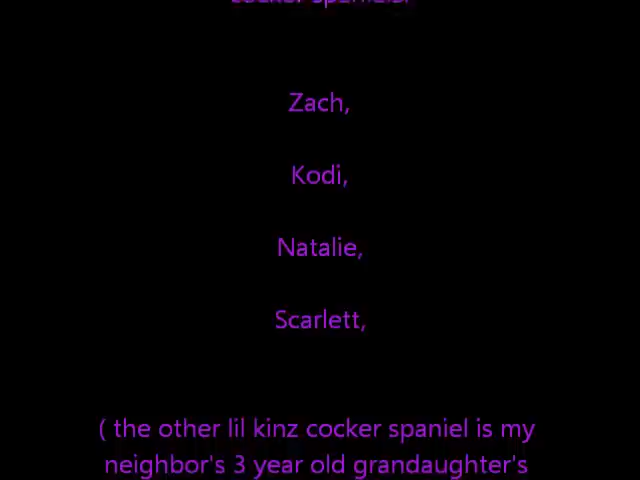 cocker spaniels:
Zach,
Kodi,
Natalie,
Scarlett,
( the other lil kinz cocker spaniel is my
neighbor's 3 year old grandaughter's